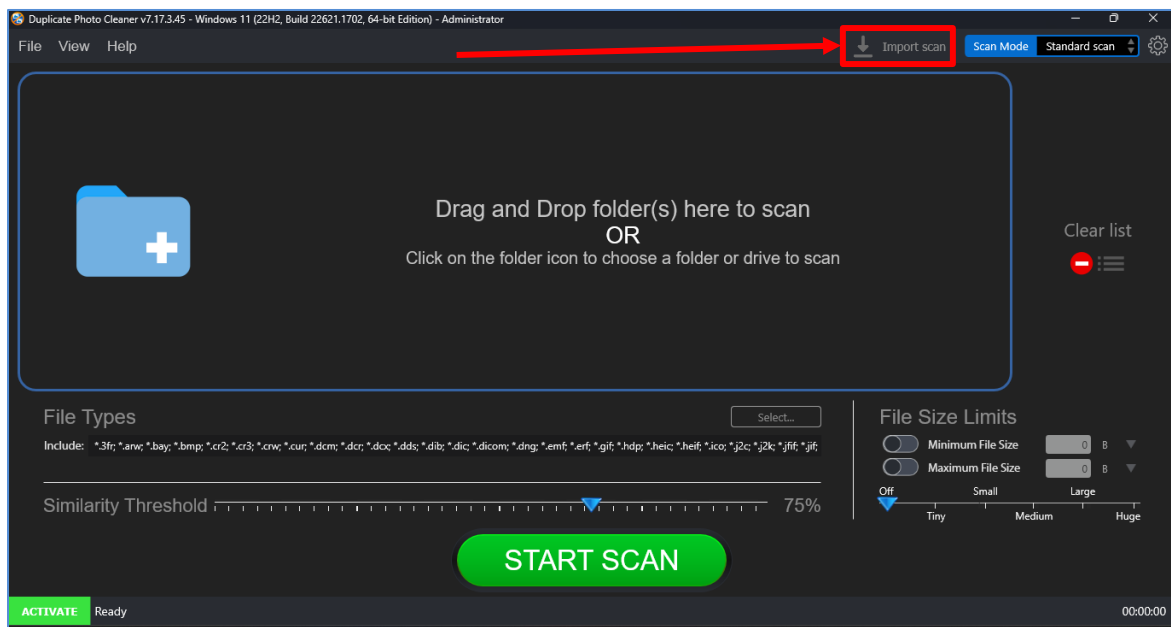 Duplicate Photo Cleaner v7.17.3.45 - Windows 11 (22H2, Build 22621.1702, 64-bit Edition) - Administrator
File View Help
Import scan
Scan Mode Standard scan
Drag and Drop folder(s) here to scan
OR
Click on the folder icon to choose a folder or drive to scan
Clear list
File Types
Select...
Include: *.3fr; *.arw; *.bay; *.bmp; *.cr2; *.cr3; *.crw; *.cur; *.dcm; *.dcr; *.dcx; *.dds; *.dib; *.dic; *.dicom; *.dng; *.emf; *.erf; *.gif; *.hdp; *.heic; *.heif; *.ico; *.j2c; *.j2k; *.jfif; *.jif;
Similarity Threshold 75%
File Size Limits
Minimum File Size 0 B
Maximum File Size 0 B
Off Small Large
Tiny Medium Huge
START SCAN
ACTIVATE Ready 00:00:00